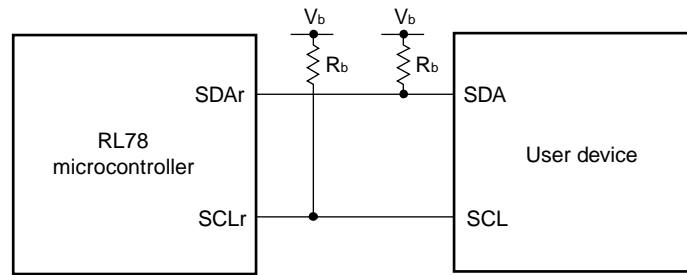 Vb
Vb
Rb
Rb
SDAr
SDA
RL78
microcontroller
User device
SCLr
SCL